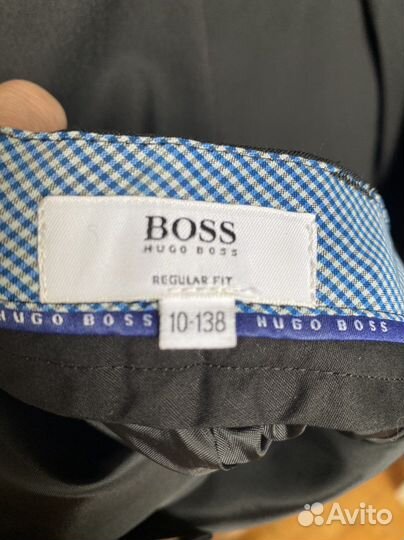 BOSS
HUGO BOSS
REGULAR FIT
HUGO BOSS
10-138
HUGO BOSS
Avito